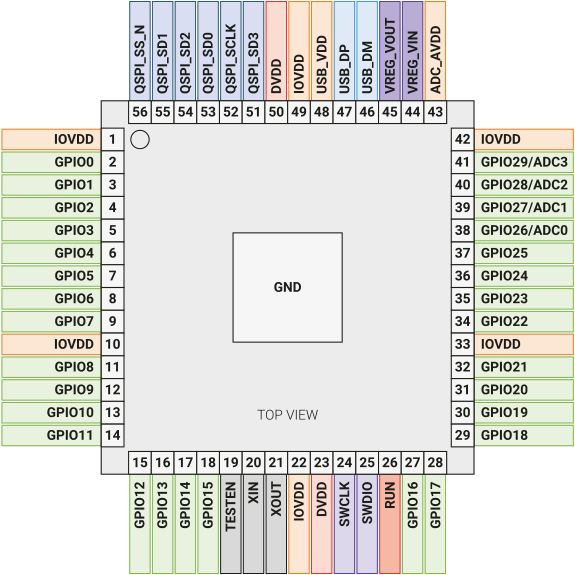 QSPI_SS_N QSPI_SD1 QSPI_SD2 QSPI_SD0 QSPI_SCLK QSPI_SD3 DVDD IOVDD USB_VDD USB_DP USB_DM VREG_VOUT VREG_VIN ADC_AVDD
56 55 54 53 52 51 50 49 48 47 46 45 44 43
IOVDD 1 42 IOVDD
GPIO0 2 41 GPIO29/ADC3
GPIO1 3 40 GPIO28/ADC2
GPIO2 4 39 GPIO27/ADC1
GPIO3 5 38 GPIO26/ADC0
GPIO4 6 37 GPIO25
GPIO5 7 36 GPIO24
GPIO6 8 35 GPIO23
GPIO7 9 34 GPIO22
IOVDD 10 33 IOVDD
GPIO8 11 32 GPIO21
GPIO9 12 31 GPIO20
GPIO10 13 30 GPIO19
GPIO11 14 29 GPIO18
GND
TOP VIEW
15 16 17 18 19 20 21 22 23 24 25 26 27 28
GPIO12 GPIO13 GPIO14 GPIO15 TESTEN XIN XOUT IOVDD DVDD SWCLK SWDIO RUN GPIO16 GPIO17